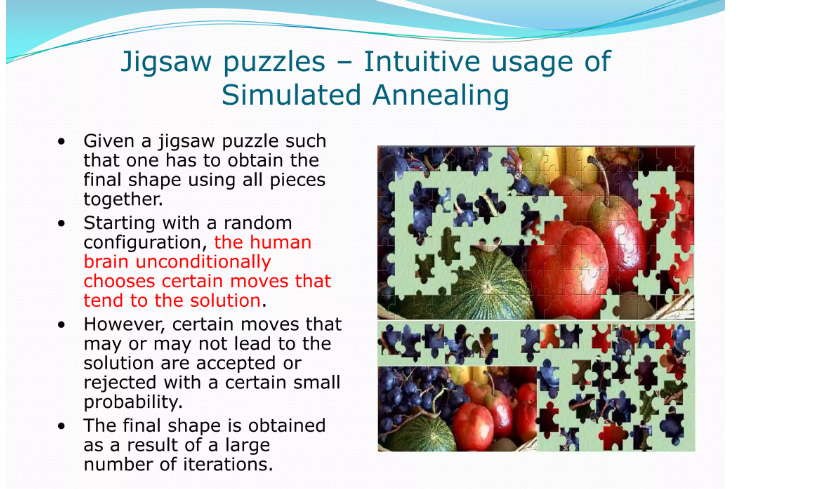 Jigsaw puzzles – Intuitive usage of
Simulated Annealing
• Given a jigsaw puzzle such
that one has to obtain the
final shape using all pieces
together.
• Starting with a random
configuration, the human
brain unconditionally
chooses certain moves that
tend to the solution.
• However, certain moves that
may or may not lead to the
solution are accepted or
rejected with a certain small
probability.
• The final shape is obtained
as a result of a large
number of iterations.